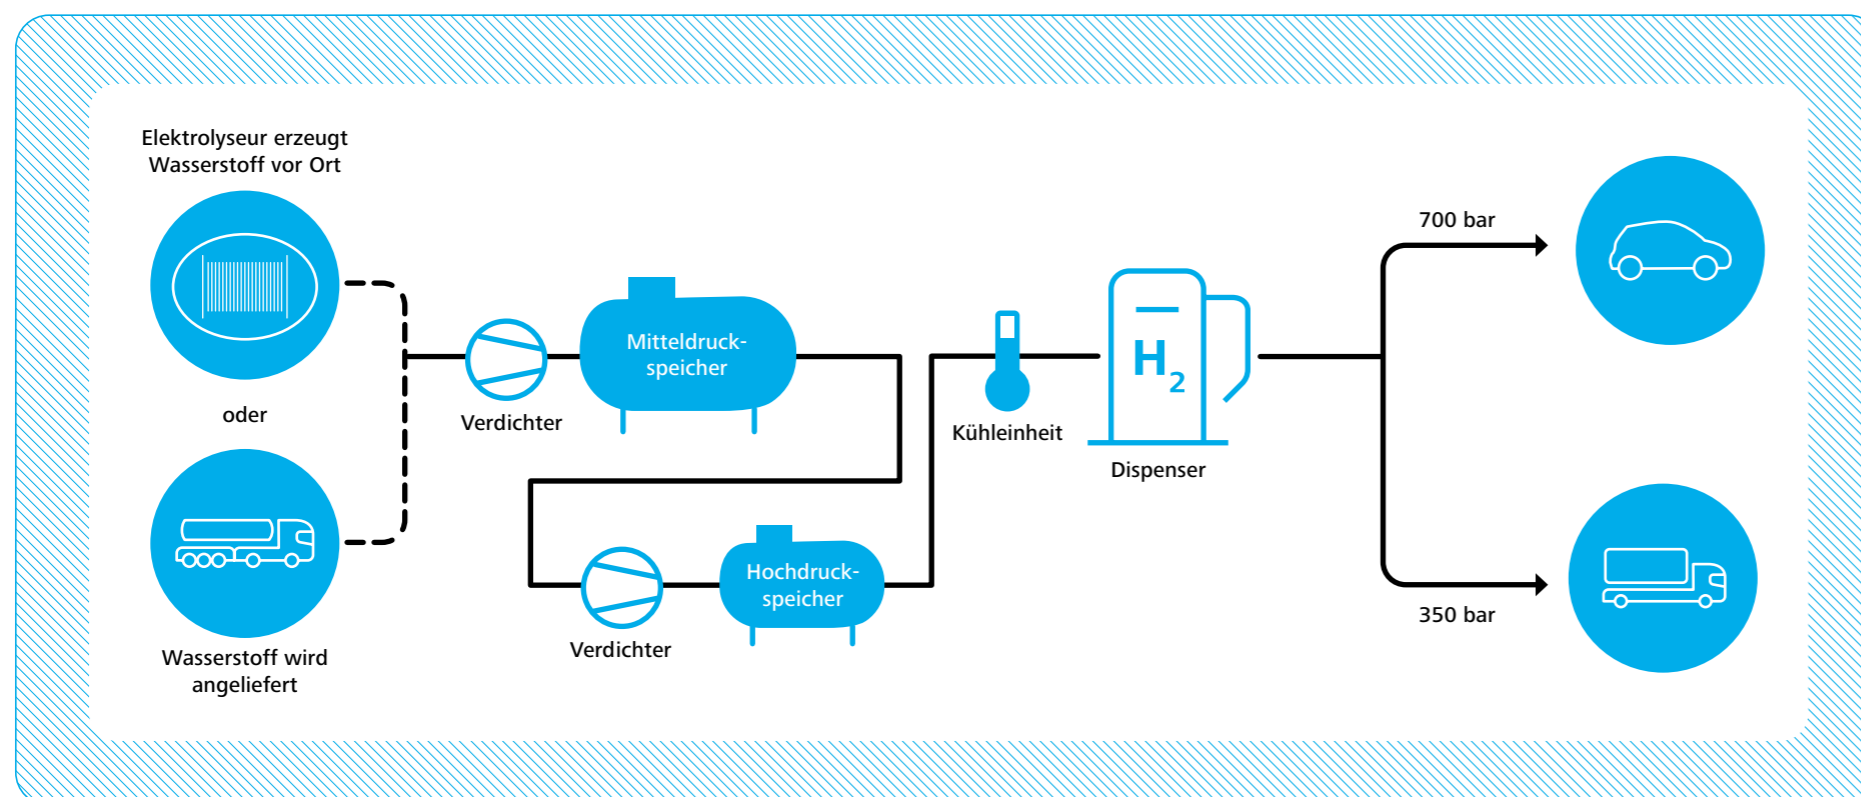 Elektrolyseur erzeugt
Wasserstoff vor Ort
oder
Wasserstoff wird
angeliefert
Verdichter
Mitteldruck-
speicher
Verdichter
Hochdruck-
speicher
Kühleinheit
H2
Dispenser
700 bar
350 bar